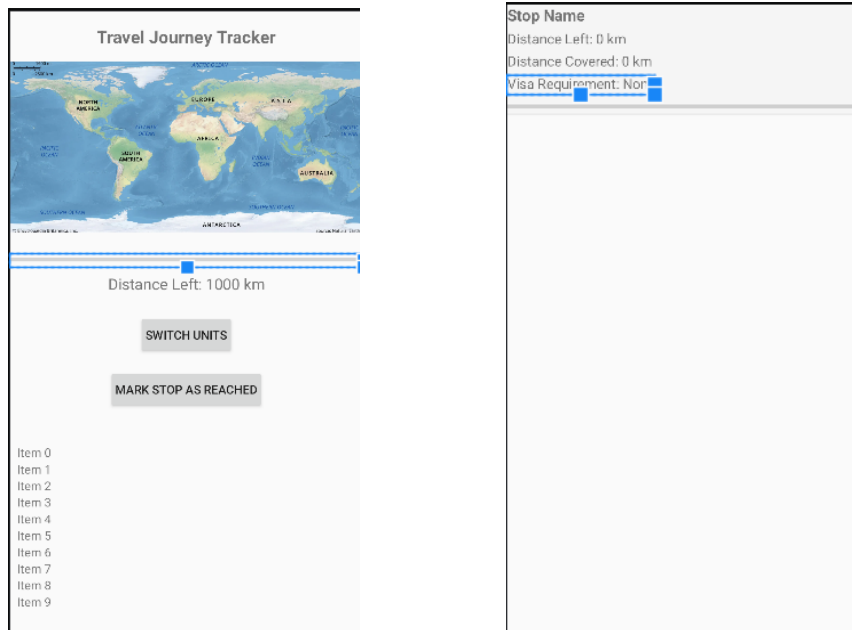 Travel Journey Tracker
ARCTIC OCEAN
NORTH
AMERICA
EUROPE
ASIA
AFRICA
SOUTH
AMERICA
AUSTRALIA
ANTARCTICA
Distance Left: 1000 km
SWITCH UNITS
MARK STOP AS REACHED
Item 0
Item 1
Item 2
Item 3
Item 4
Item 5
Item 6
Item 7
Item 8
Item 9
Stop Name
Distance Left: 0 km
Distance Covered: 0 km
Visa Requirement: Non